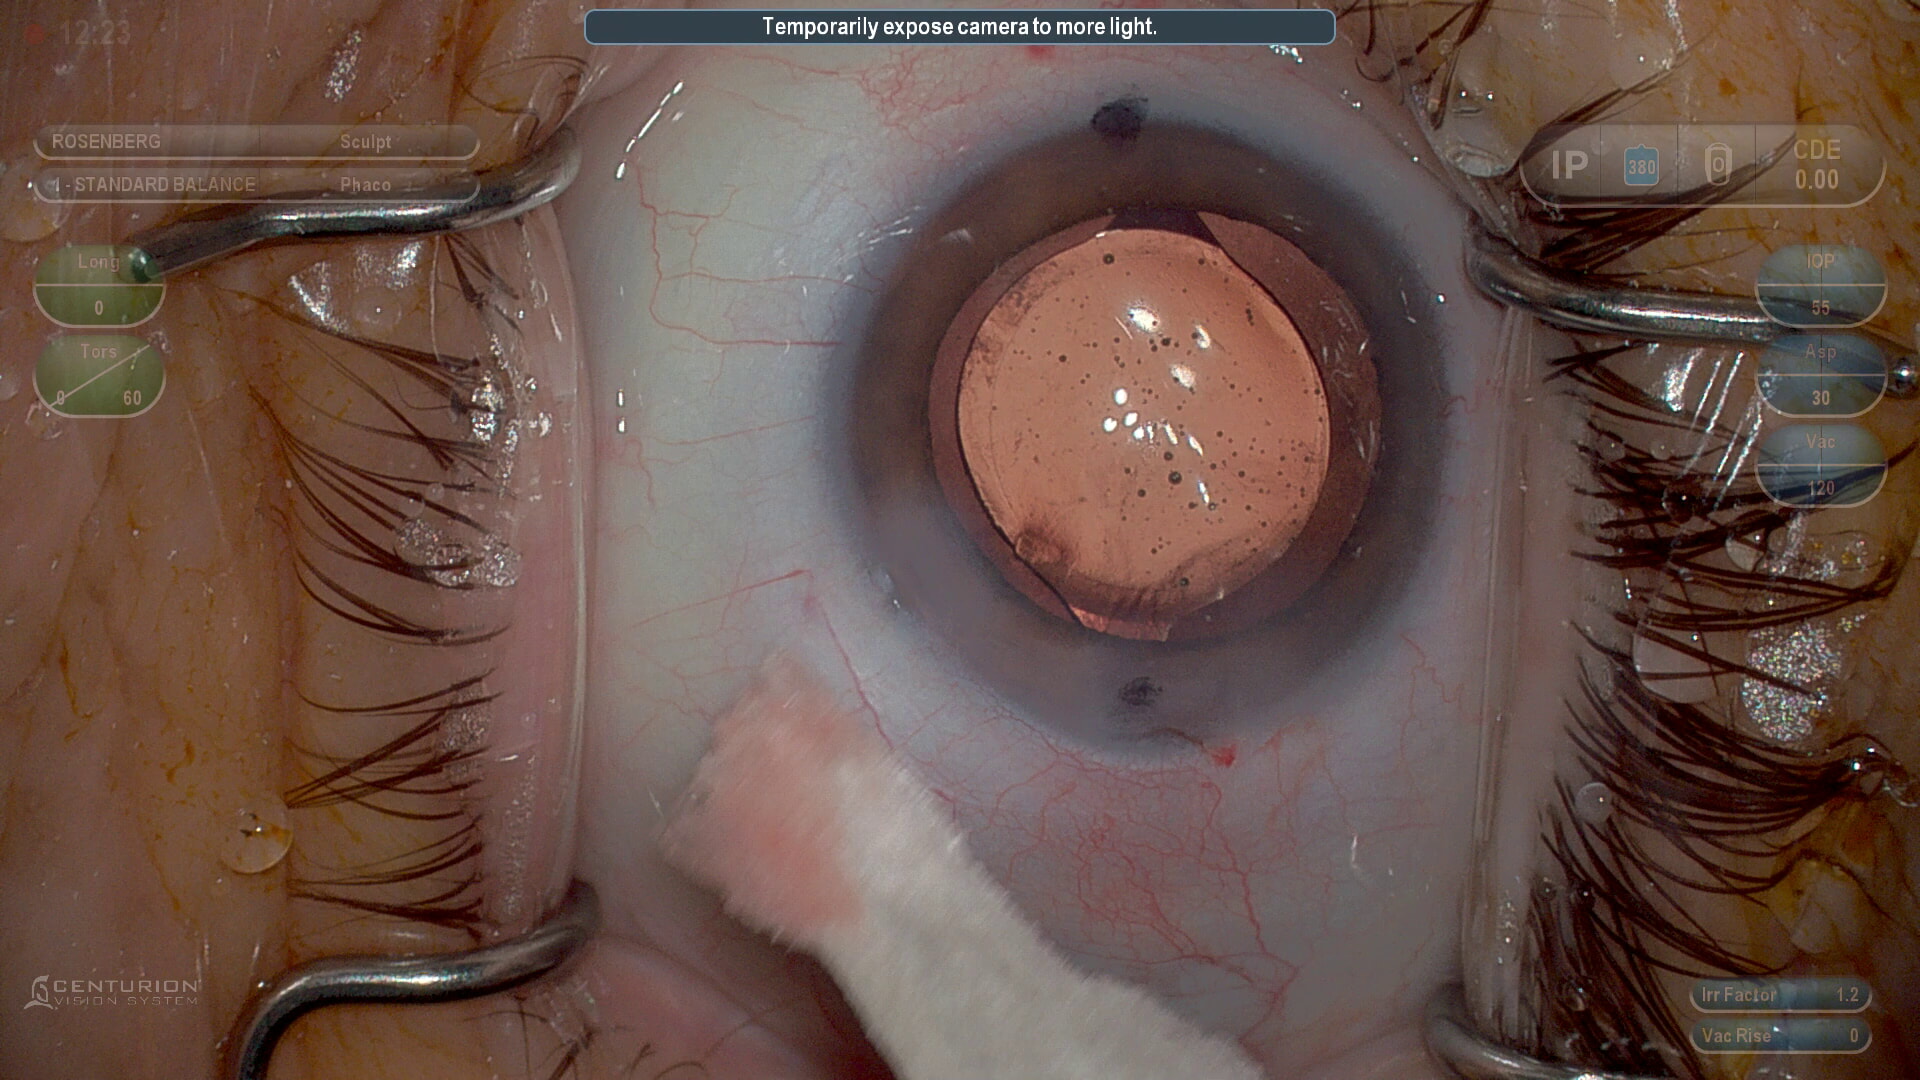 Temporarily expose camera to more light.
12:23
ROSENBERG Sculpt
1 - STANDARD BALANCE Phaco
IP 380 0 CDE
0.00
Long
0
Tors
0 60
IOP
55
Asp
30
Vac
120
CENTURION
VISION SYSTEM
Irr Factor 1.2
Vac Rise 0